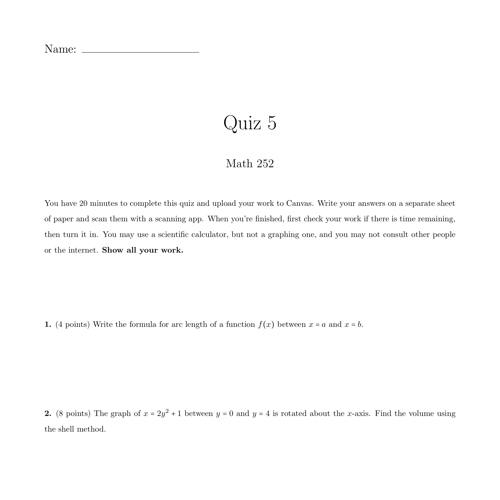 Name:
Quiz 5
Math 252
You have 20 minutes to complete this quiz and upload your work to Canvas. Write your answers on a separate sheet
of paper and scan them with a scanning app. When you're finished, first check your work if there is time remaining,
then turn it in. You may use a scientific calculator, but not a graphing one, and you may not consult other people
or the internet. Show all your work.
1. (4 points) Write the formula for arc length of a function f(x) between x = a and x = b.
2. (8 points) The graph of x = 2y² + 1 between y = 0 and y = 4 is rotated about the x-axis. Find the volume using
the shell method.